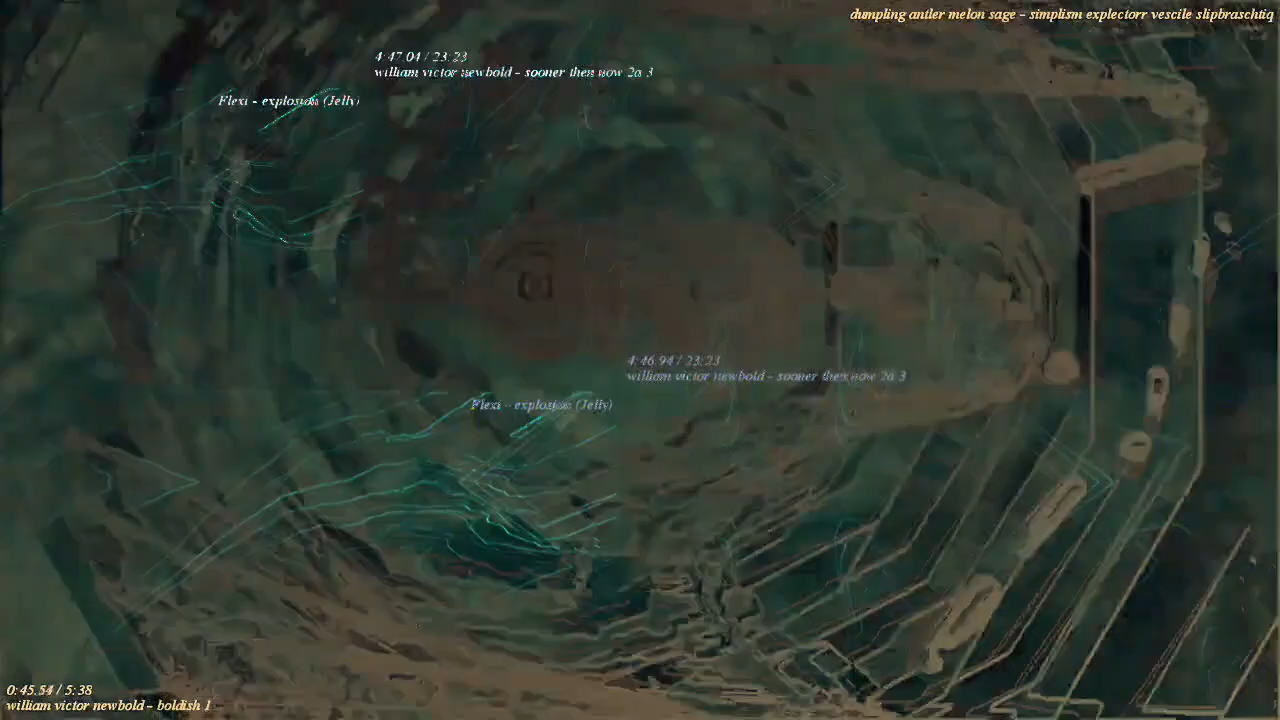 dumpling antler melon sage - simplism explectorr vescile slipbraschtiq
4:47.04 / 23:23
william victor newbold - sooner then now 2a 3
Flexi - explosion (Jelly)
4:46.94 / 23:23
william victor newbold - sooner then now 2a 3
Flexi - explosion (Jelly)
0:45.54 / 5:38
william victor newbold - boldish 1